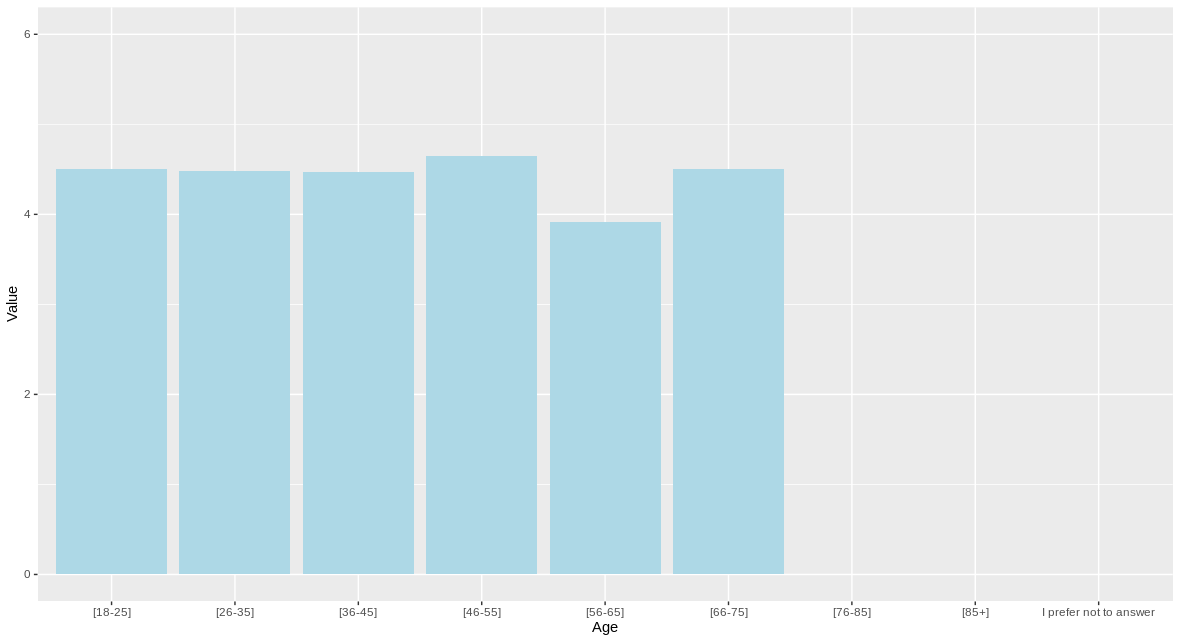 6
4
2
0
Value
[18-25] [26-35] [36-45] [46-55] [56-65] [66-75] [76-85] [85+] I prefer not to answer
Age